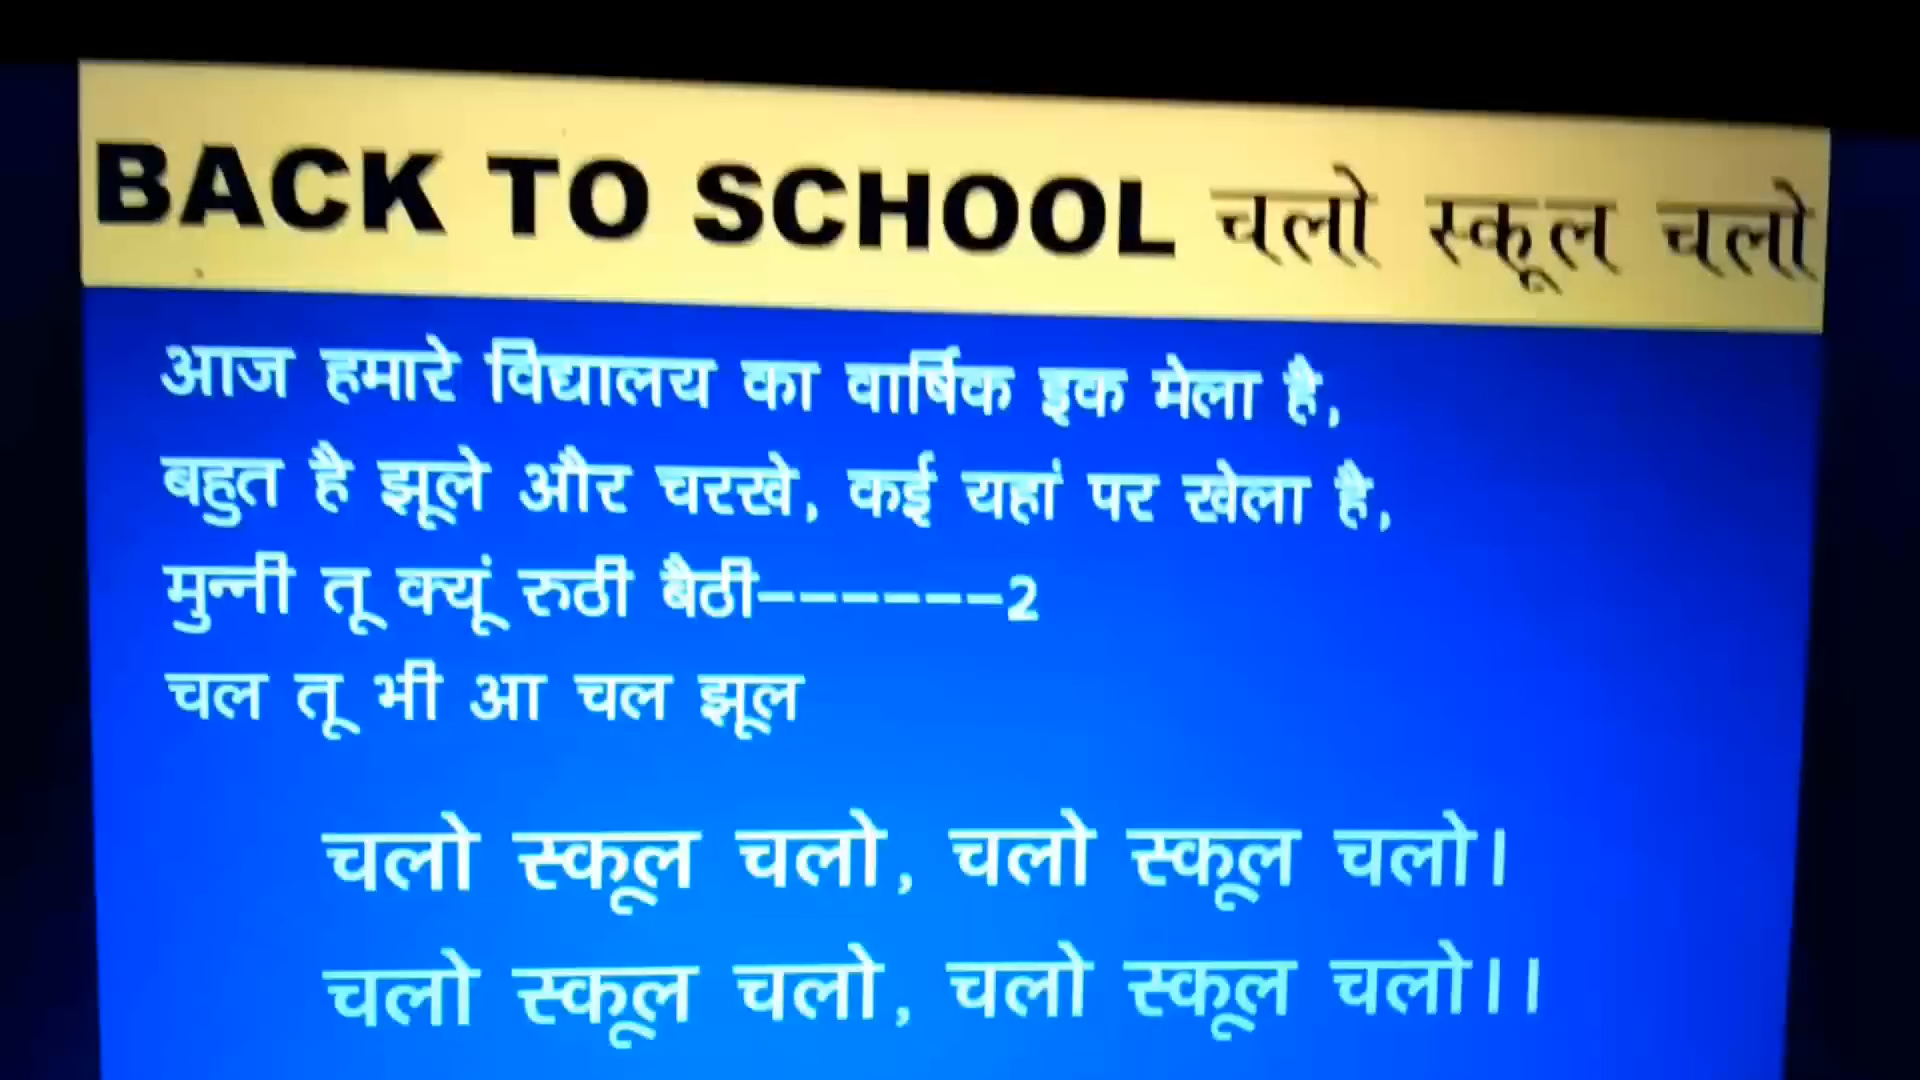 BACK TO SCHOOL चलो स्कूल चलो
आज हमारे विद्यालय का वार्षिक इक मेला है,
बहुत है झूले और चरखे, कई यहां पर खेला है,
मुन्नी तू क्यूं रुठी बैठी------2
चल तू भी आ चल झूल
चलो स्कूल चलो, चलो स्कूल चलो।
चलो स्कूल चलो, चलो स्कूल चलो।।